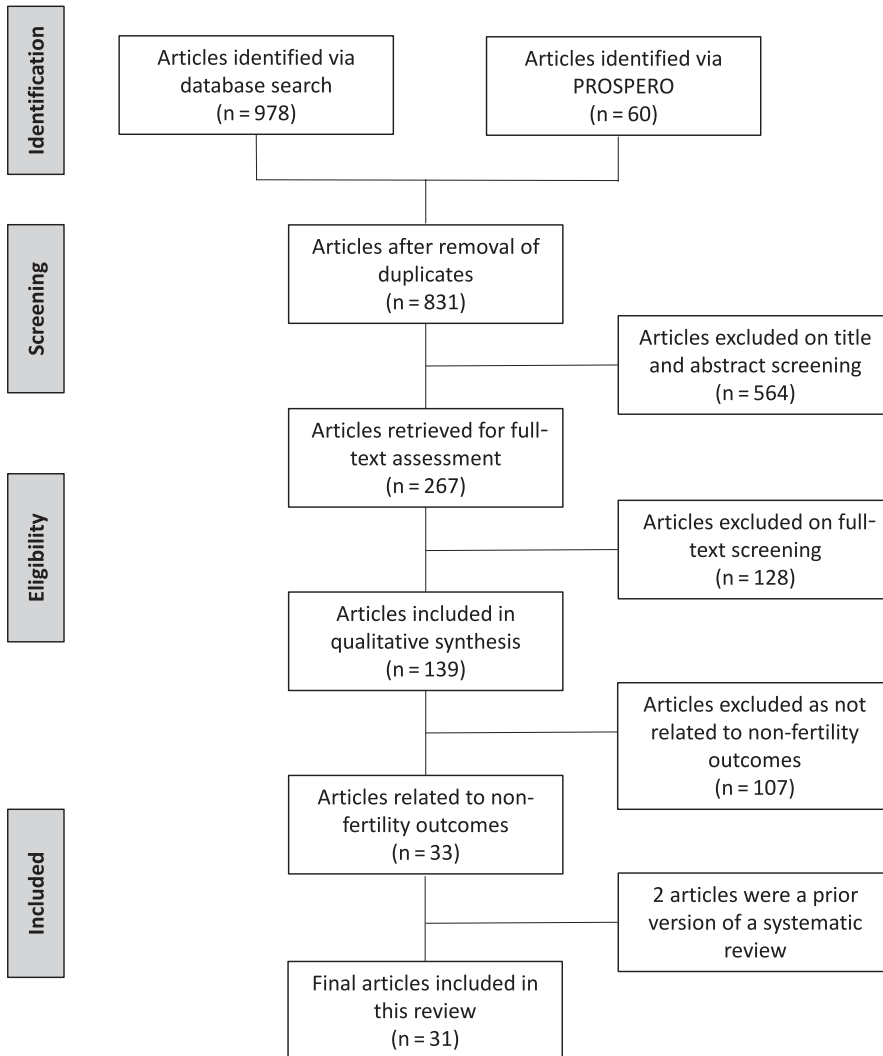 Identification
Articles identified via
database search
(n = 978)
Articles identified via
PROSPERO
(n = 60)
Screening
Articles after removal of
duplicates
(n = 831)
Articles excluded on title
and abstract screening
(n = 564)
Articles retrieved for full-
text assessment
(n = 267)
Eligibility
Articles excluded on full-
text screening
(n = 128)
Articles included in
qualitative synthesis
(n = 139)
Articles excluded as not
related to non-fertility
outcomes
(n = 107)
Articles related to non-
fertility outcomes
(n = 33)
Included
2 articles were a prior
version of a systematic
review
Final articles included in
this review
(n = 31)